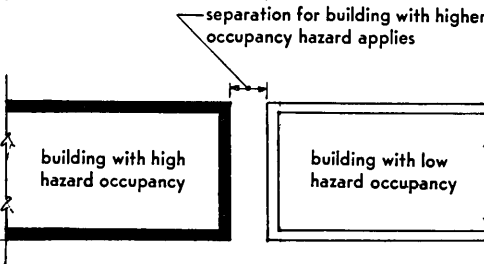 separation for building with higher
occupancy hazard applies
building with high
hazard occupancy
building with low
hazard occupancy